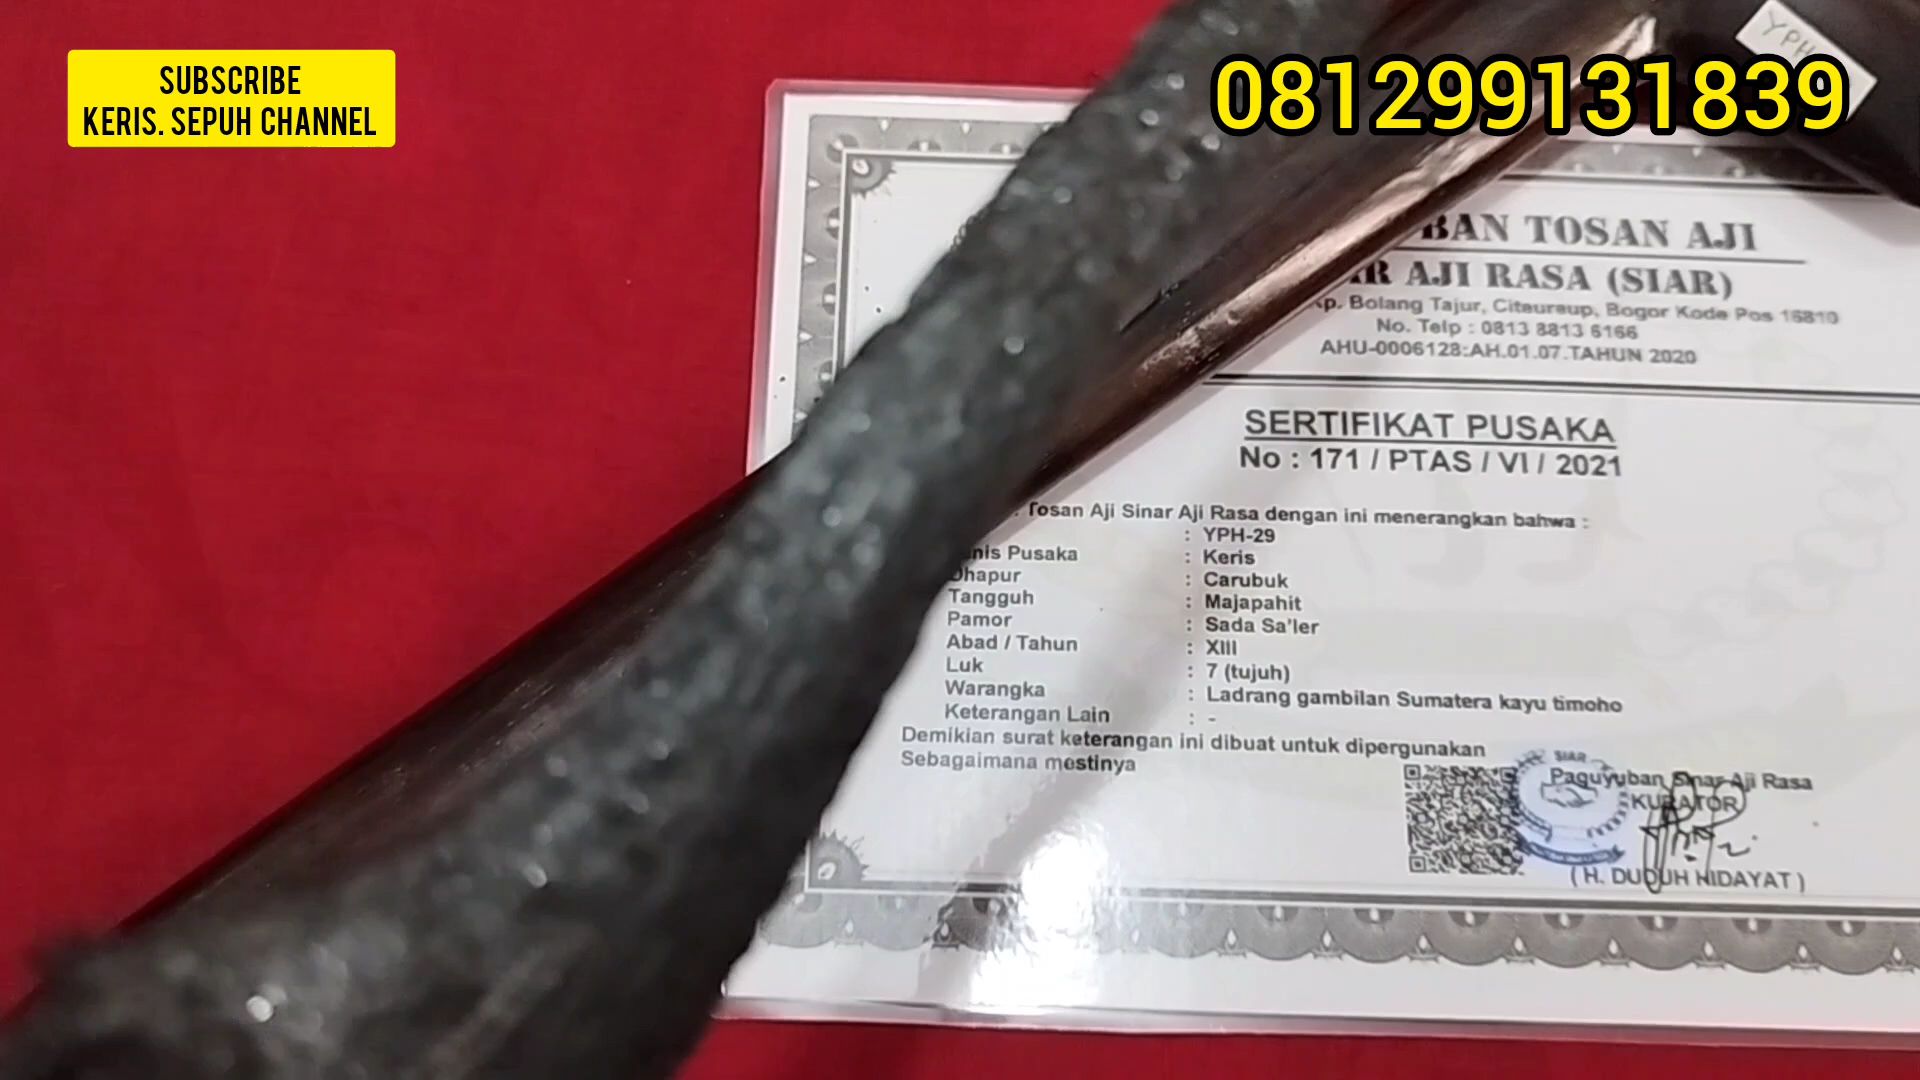 SUBSCRIBE
KERIS. SEPUH CHANNEL
081299131839
YPH
BAN TOSAN AJI
AR AJI RASA (SIAR)
Kp. Bolang Tajur, Citeureup, Bogor Kode Pos 16810
No. Telp : 0813 8813 6166
AHU-0006128.AH.01.07.TAHUN 2020
SERTIFIKAT PUSAKA
No : 171 / PTAS / VI / 2021
Tosan Aji Sinar Aji Rasa dengan ini menerangkan bahwa :
: YPH-29
nis Pusaka : Keris
Dhapur : Carubuk
Tangguh : Majapahit
Pamor : Sada Sa'ler
Abad / Tahun : XIII
Luk : 7 (tujuh)
Warangka : Ladrang gambilan Sumatera kayu timoho
Keterangan Lain : -
Demikian surat keterangan ini dibuat untuk dipergunakan
Sebagaimana mestinya
SIAR
Paguyuban Sinar Aji Rasa
KURATOR
( H. DUDUH HIDAYAT )